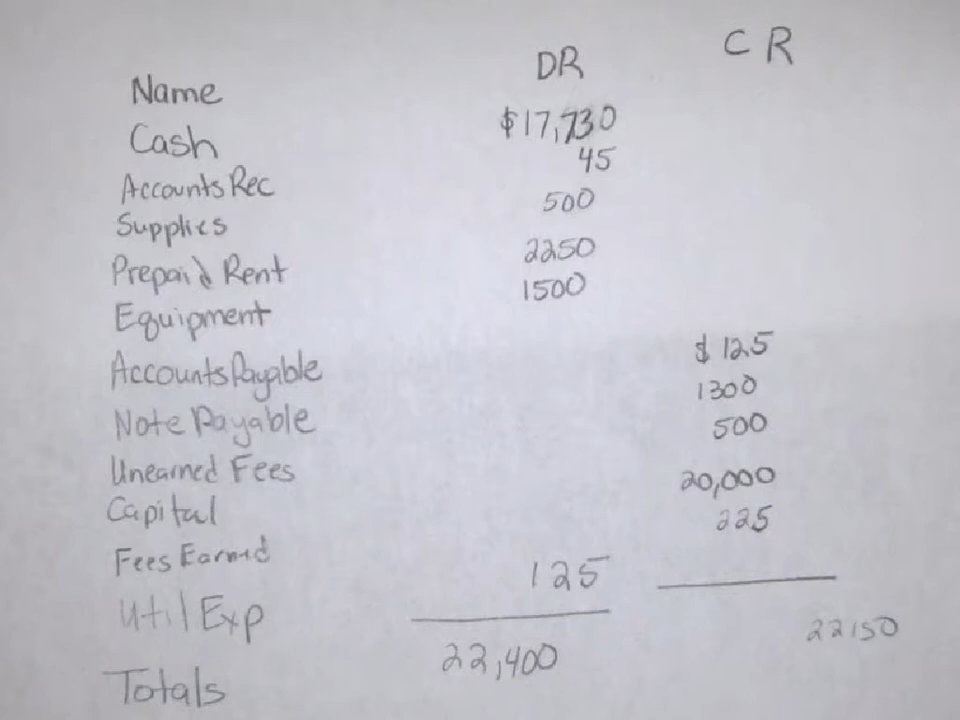 Name DR CR
Cash $17,730
Accounts Rec 45
Supplies 500
Prepaid Rent 2250
Equipment 1500
Accounts Payable $125
Note Payable 1300
Unearned Fees 500
Capital 20,000
Fees Earned 225
Util Exp 125
Totals 22,400 22150